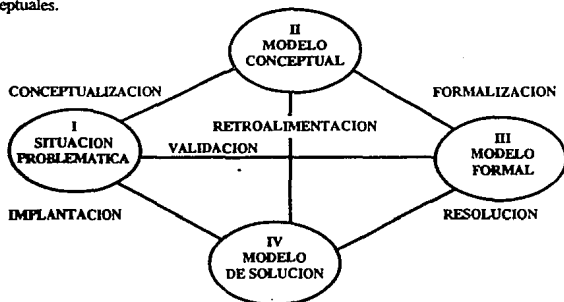 eptuales.
II
MODELO
CONCEPTUAL
CONCEPTUALIZACION
FORMALIZACION
I
SITUACION
PROBLEMATICA
RETROALIMENTACION
VALIDACION
III
MODELO
FORMAL
IMPLANTACION
RESOLUCION
IV
MODELO
DE SOLUCION